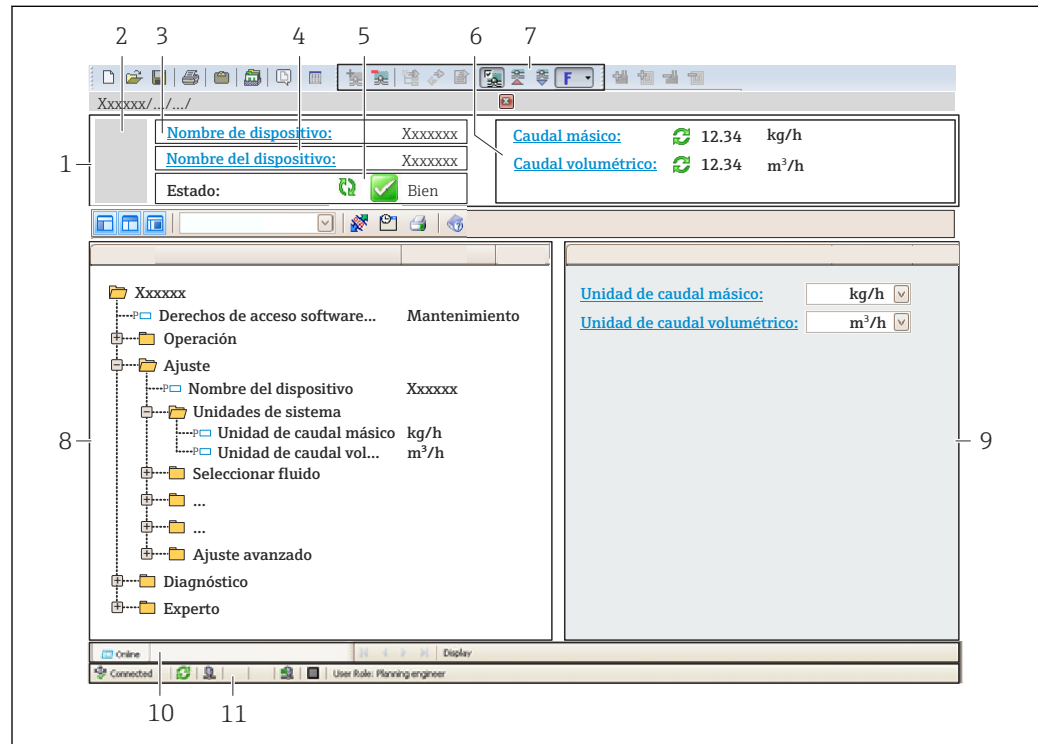 2 3 4 5 6 7
F
Xxxxxx/.../.../
1
Nombre de dispositivo: Xxxxxxx
Nombre del dispositivo: Xxxxxxx
Estado: Bien
Caudal másico: 12.34 kg/h
Caudal volumétrico: 12.34 m³/h
Xxxxxx
P Derechos de acceso software... Mantenimiento
Operación
Ajuste
P Nombre del dispositivo Xxxxxx
Unidades de sistema
P Unidad de caudal másico kg/h
P Unidad de caudal vol... m³/h
Seleccionar fluido
...
...
Ajuste avanzado
Diagnóstico
Experto
8
Unidad de caudal másico: kg/h
Unidad de caudal volumétrico: m³/h
9
Online Display
Connected User Role: Planning engineer
10 11